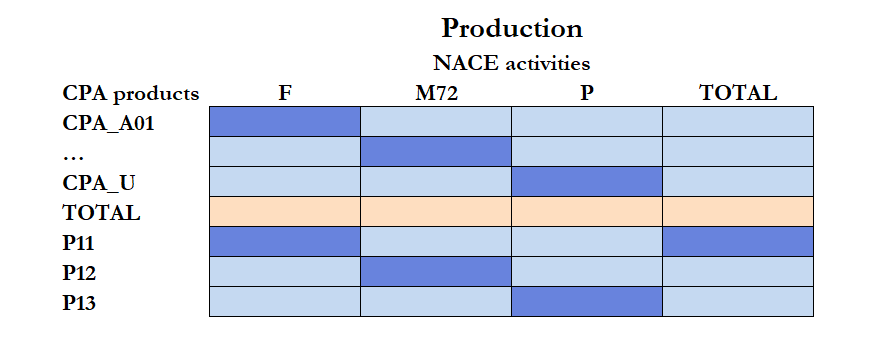 Production
NACE activities
CPA products F M72 P TOTAL
CPA_A01
...
CPA_U
TOTAL
P11
P12
P13